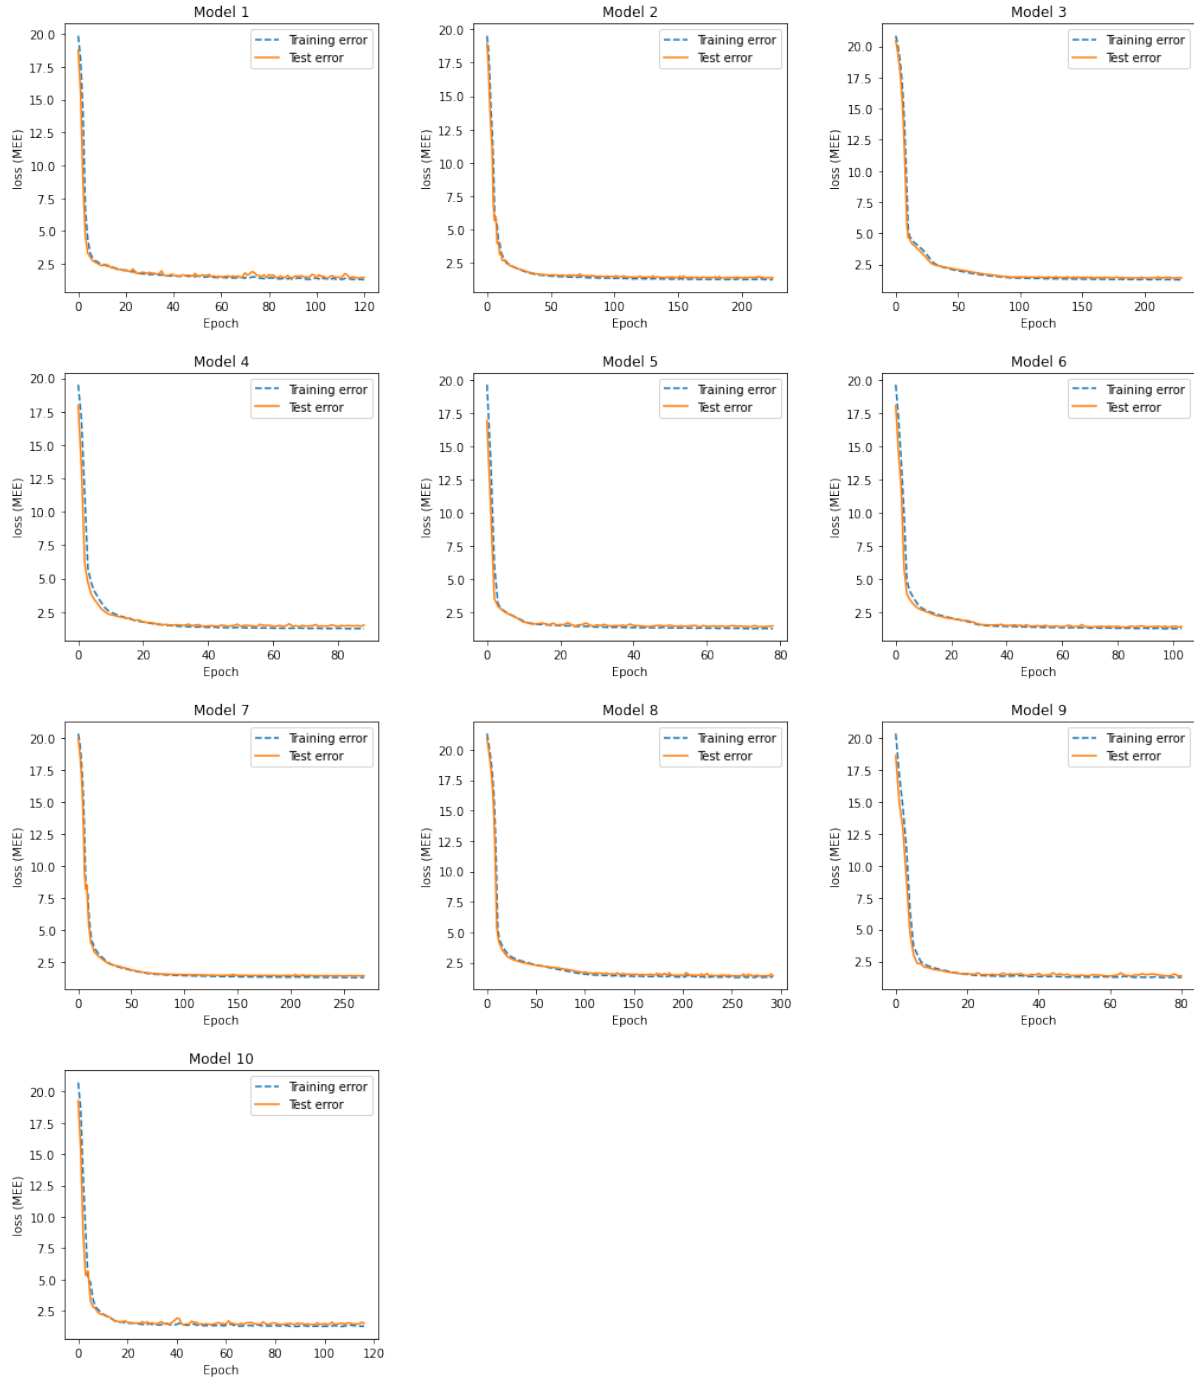 Model 1
20.0
17.5
15.0
12.5
10.0
7.5
5.0
2.5
loss (MEE)
Training error
Test error
0 20 40 60 80 100 120
Epoch
Model 2
20.0
17.5
15.0
12.5
10.0
7.5
5.0
2.5
loss (MEE)
Training error
Test error
0 50 100 150 200
Epoch
Model 3
20.0
17.5
15.0
12.5
10.0
7.5
5.0
2.5
loss (MEE)
Training error
Test error
0 50 100 150 200
Epoch
Model 4
20.0
17.5
15.0
12.5
10.0
7.5
5.0
2.5
loss (MEE)
Training error
Test error
0 20 40 60 80
Epoch
Model 5
20.0
17.5
15.0
12.5
10.0
7.5
5.0
2.5
loss (MEE)
Training error
Test error
0 20 40 60 80
Epoch
Model 6
20.0
17.5
15.0
12.5
10.0
7.5
5.0
2.5
loss (MEE)
Training error
Test error
0 20 40 60 80 100
Epoch
Model 7
20.0
17.5
15.0
12.5
10.0
7.5
5.0
2.5
loss (MEE)
Training error
Test error
0 50 100 150 200 250
Epoch
Model 8
20.0
17.5
15.0
12.5
10.0
7.5
5.0
2.5
loss (MEE)
Training error
Test error
0 50 100 150 200 250 300
Epoch
Model 9
20.0
17.5
15.0
12.5
10.0
7.5
5.0
2.5
loss (MEE)
Training error
Test error
0 20 40 60 80
Epoch
Model 10
20.0
17.5
15.0
12.5
10.0
7.5
5.0
2.5
loss (MEE)
Training error
Test error
0 20 40 60 80 100 120
Epoch